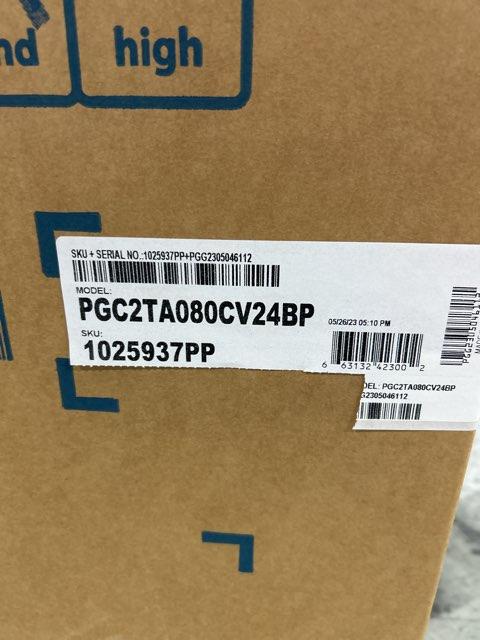 nd
high
SKU + SERIAL NO.:1025937PP+PGG2305046112
MODEL:
PGC2TA080CV24BP
05/26/23 05:10 PM
SKU:
1025937PP
6 63132 42300 2
DEL: PGC2TA080CV24BP
G2305046112